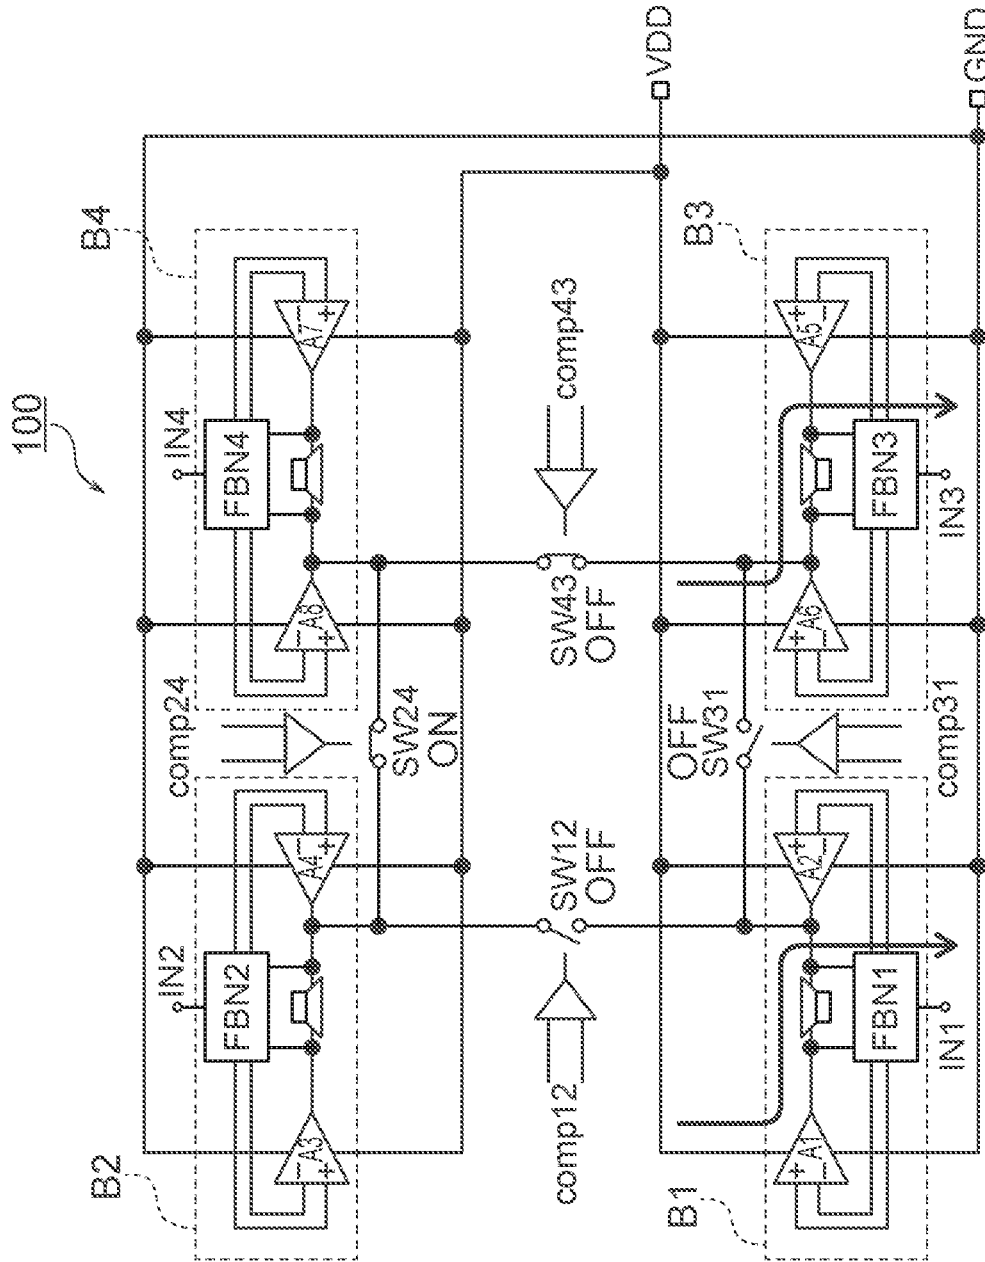 100
B2
B4
IN2
IN4
comp24
FBN2
FBN4
A3
−
+
A4
−
+
A8
−
+
A7
−
+
SW24
ON
comp12
SW12
OFF
SW43
OFF
comp43
VDD
OFF
SW31
B1
B3
A1
+
−
A2
+
−
A6
+
−
A5
+
−
FBN1
FBN3
IN1
comp31
IN3
GND